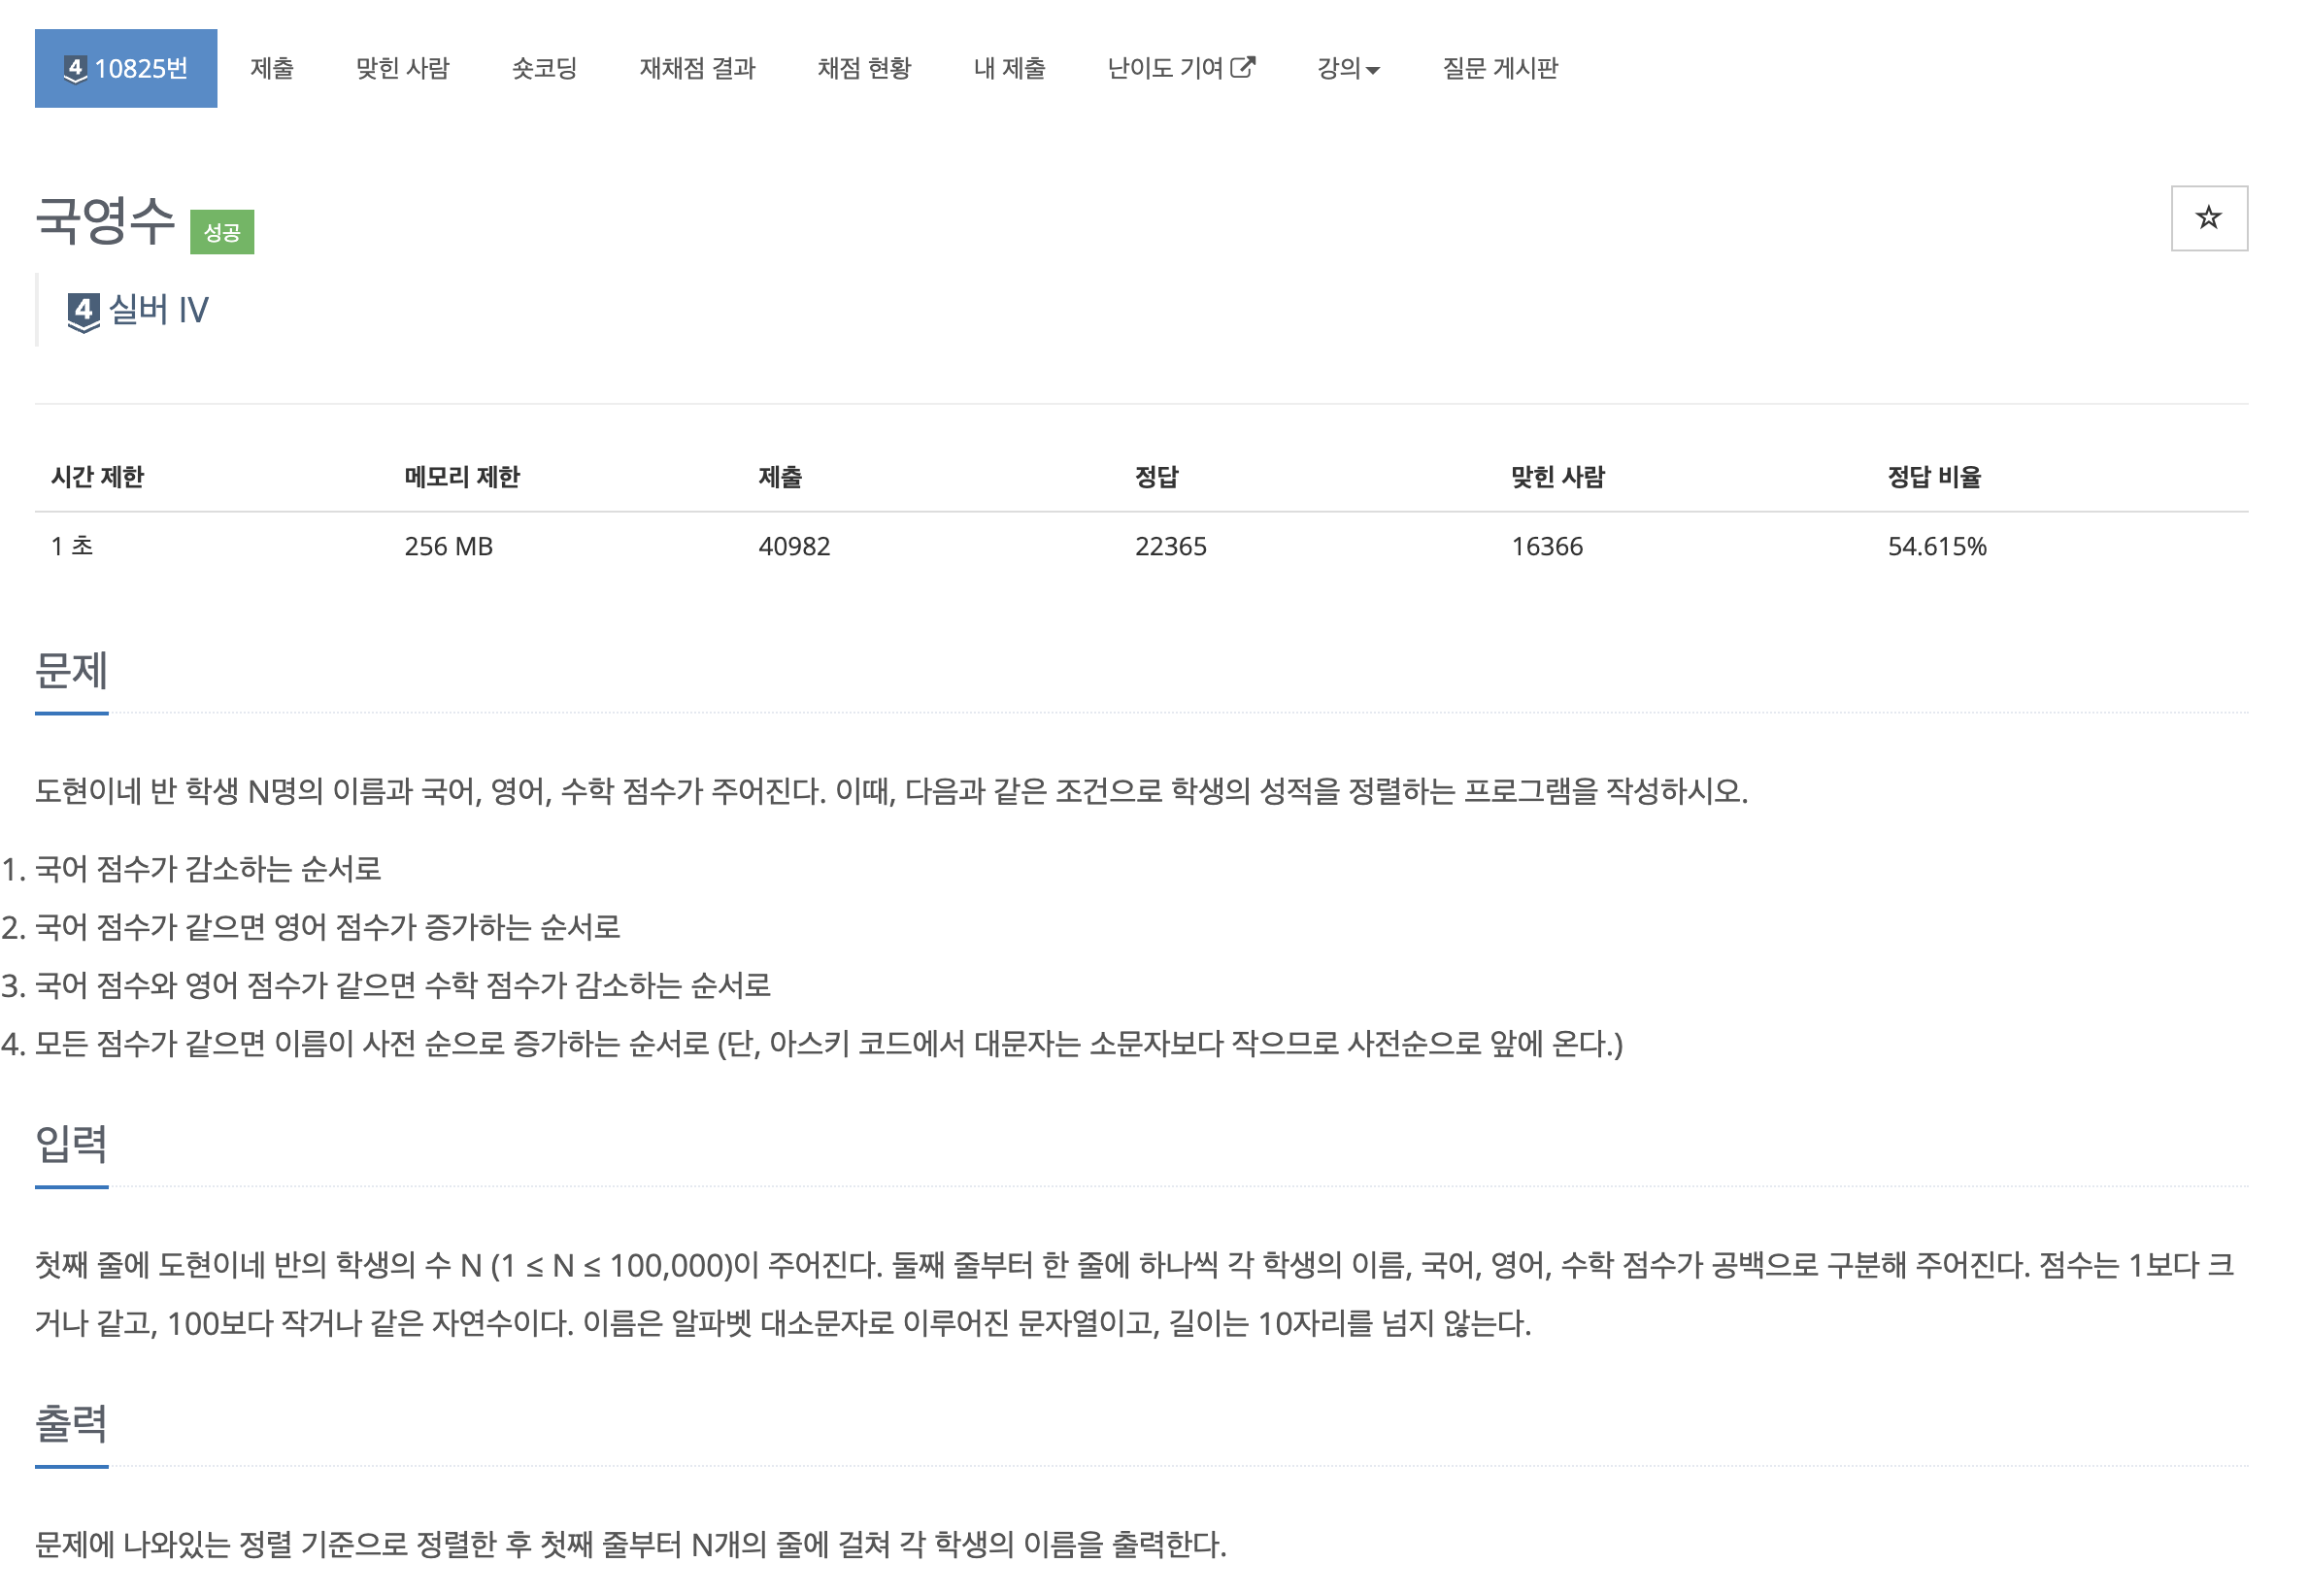 4 10825번 제출 맞힌 사람 숏코딩 재채점 결과 채점 현황 내 제출 난이도 기여 강의 질문 게시판
국영수 성공
4 실버 IV
시간 제한 메모리 제한 제출 정답 맞힌 사람 정답 비율
1 초 256 MB 40982 22365 16366 54.615%
문제
도현이네 반 학생 N명의 이름과 국어, 영어, 수학 점수가 주어진다. 이때, 다음과 같은 조건으로 학생의 성적을 정렬하는 프로그램을 작성하시오.
1. 국어 점수가 감소하는 순서로
2. 국어 점수가 같으면 영어 점수가 증가하는 순서로
3. 국어 점수와 영어 점수가 같으면 수학 점수가 감소하는 순서로
4. 모든 점수가 같으면 이름이 사전 순으로 증가하는 순서로 (단, 아스키 코드에서 대문자는 소문자보다 작으므로 사전순으로 앞에 온다.)
입력
첫째 줄에 도현이네 반의 학생의 수 N (1 ≤ N ≤ 100,000)이 주어진다. 둘째 줄부터 한 줄에 하나씩 각 학생의 이름, 국어, 영어, 수학 점수가 공백으로 구분해 주어진다. 점수는 1보다 크
거나 같고, 100보다 작거나 같은 자연수이다. 이름은 알파벳 대소문자로 이루어진 문자열이고, 길이는 10자리를 넘지 않는다.
출력
문제에 나와있는 정렬 기준으로 정렬한 후 첫째 줄부터 N개의 줄에 걸쳐 각 학생의 이름을 출력한다.